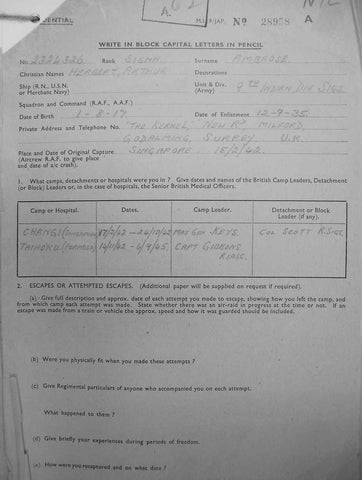 A.
M.I.9/JAP. No 28958 A
WRITE IN BLOCK CAPITAL LETTERS IN PENCIL
No. 2324326 Rank SIGMN. Surname AMBROSE
Christian Names HERBERT, ARTHUR Decorations
Ship (R.N., U.S.N. or Merchant Navy) Unit & Div. (Army) 9TH INDIAN DIV SIGS.
Squadron and Command (R.A.F., A.A.F.)
Date of Birth 1-8-17 Date of Enlistment 12-9-35.
Private Address and Telephone No. "THE KERNEL", NEW RD MILFORD,
GODALMING, SURREY U.K.
Place and Date of Original Capture SINGAPORE 15/2/42.
(Aircrew R.A.F. to give place
and date of a/c crash).
1. What camps, detachments or hospitals were you in? Give dates and names of the British Camp Leaders, Detachment
(or Block) Leaders or, in case of hospitals, the Senior British Medical Officers.
Camp or Hospital. Dates. Camp Leader. Detachment or Block Leader (if any).
CHANGI (SINGAPORE) 17/2/42 – 26/10/42 MAJ GEN KEYS. COL SCOTT R.SIGS.
TAIHOKU (FORMOSA) 14/11/42 - 6/9/45. CAPT GIBBONS
R.IASC.
2. ESCAPES OR ATTEMPTED ESCAPES. (Additional paper will be supplied on request if required).
(a) Give full description and approx. date of each attempt you made to escape, showing how you left the camp, and
from which camp each attempt was made. State whether there was an air-raid in progress at the time or not. If an
escape was made from a train or vehicle the approx. speed and how it was guarded should be included.
(b) Were you physically fit when you made these attempts ?
(c) Give Regimental particulars of anyone who accompanied you on each attempt.
What happened to them ?
(d) Give briefly your experiences during periods of freedom.
(e) How were you recaptured and on what date ?